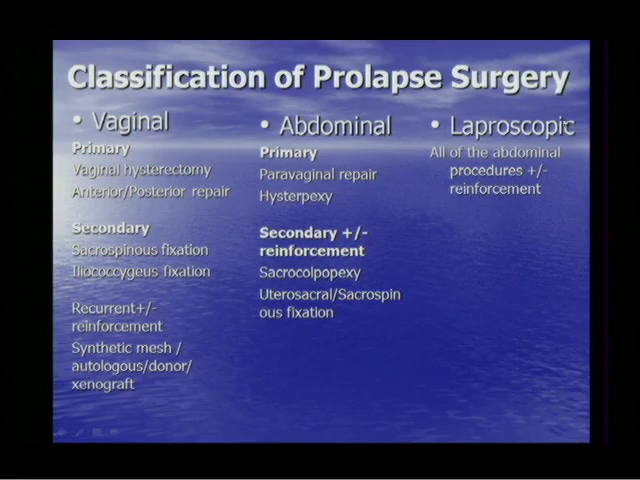 Classification of Prolapse Surgery
• Vaginal
Primary
Vaginal hysterectomy
Anterior/Posterior repair
Secondary
Sacrospinous fixation
Iliococcygeus fixation
Recurrent+/-
reinforcement
Synthetic mesh /
autologous/donor/
xenograft
• Abdominal
Primary
Paravaginal repair
Hysterpexy
Secondary +/-
reinforcement
Sacrocolpopexy
Uterosacral/Sacrospin
ous fixation
• Laproscopic
All of the abdominal
procedures +/-
reinforcement